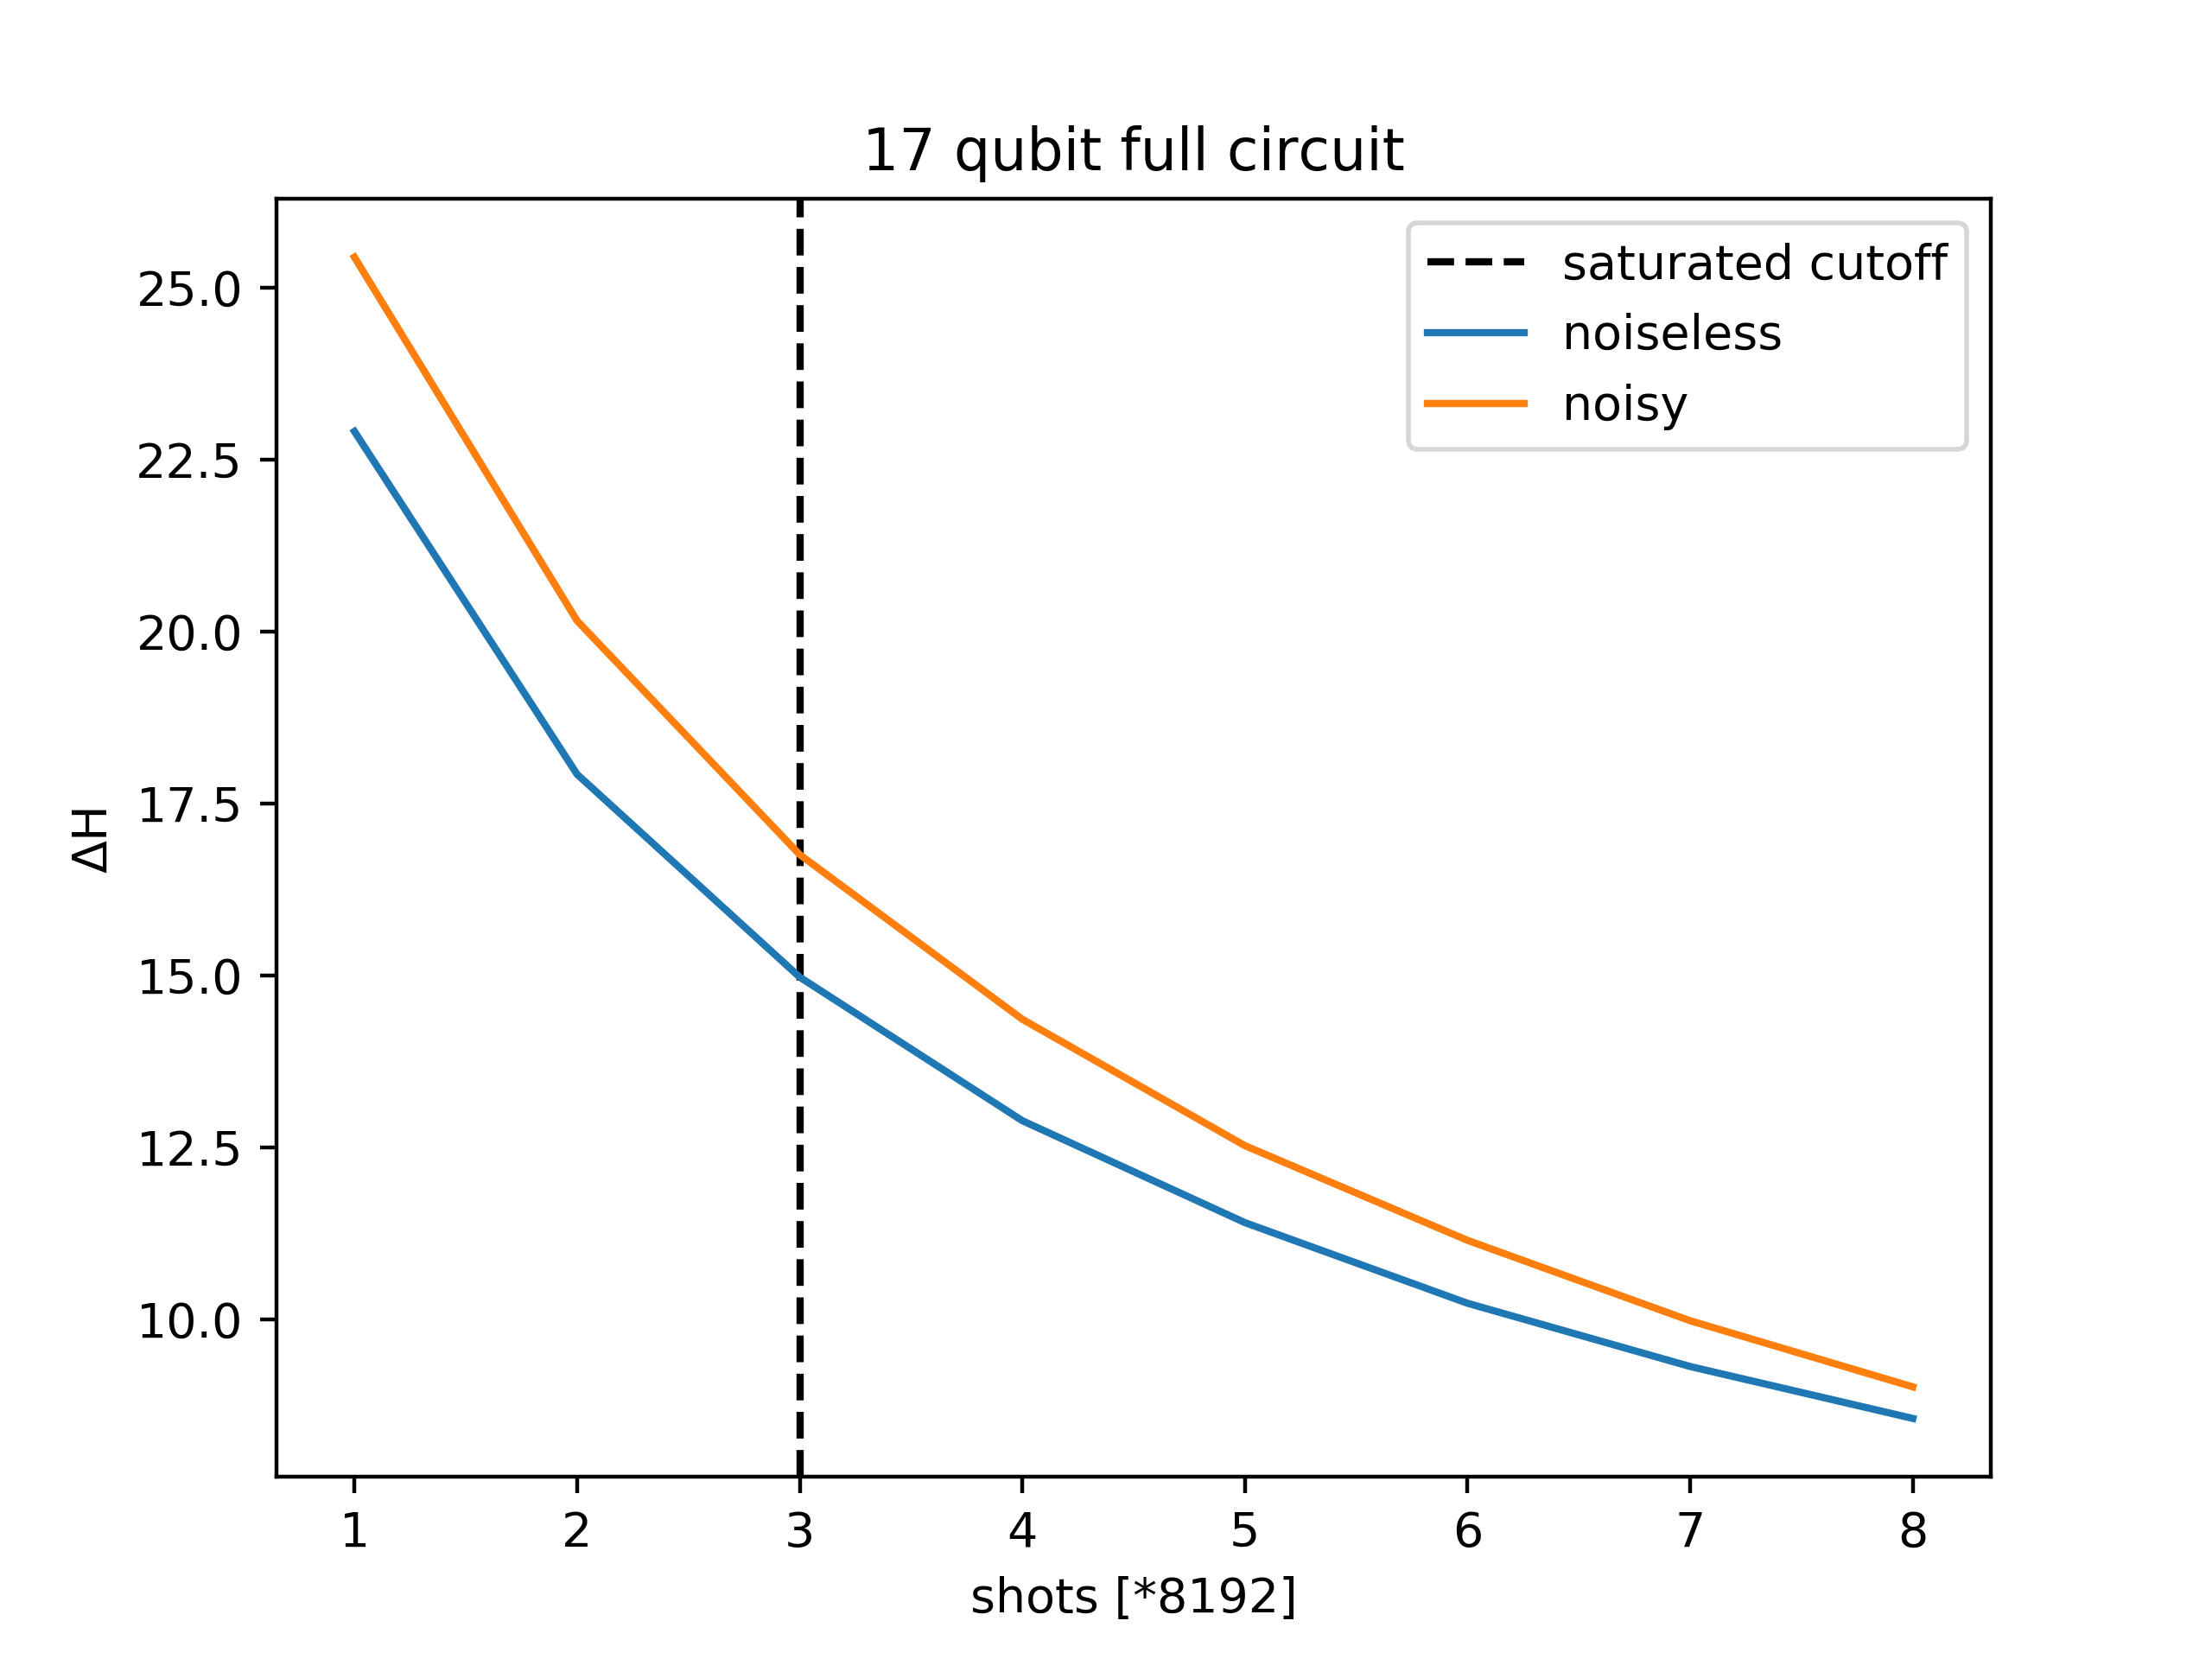 17 qubit full circuit
saturated cutoff
noiseless
noisy
25.0
22.5
20.0
17.5
15.0
12.5
10.0
ΔH
1 2 3 4 5 6 7 8
shots [*8192]